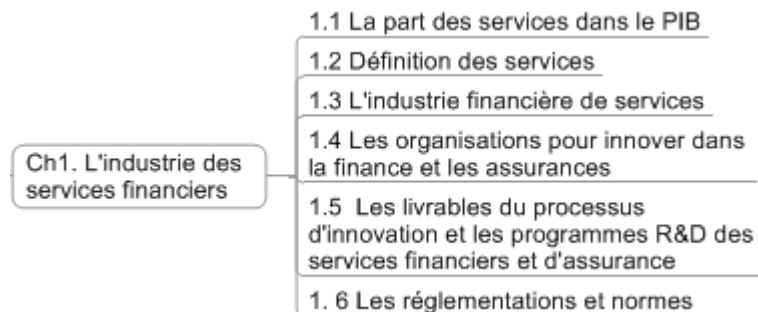 1.1 La part des services dans le PIB
1.2 Définition des services
1.3 L'industrie financière de services
Ch1. L'industrie des
services financiers
1.4 Les organisations pour innover dans
la finance et les assurances
1.5 Les livrables du processus
d'innovation et les programmes R&D des
services financiers et d'assurance
1. 6 Les réglementations et normes